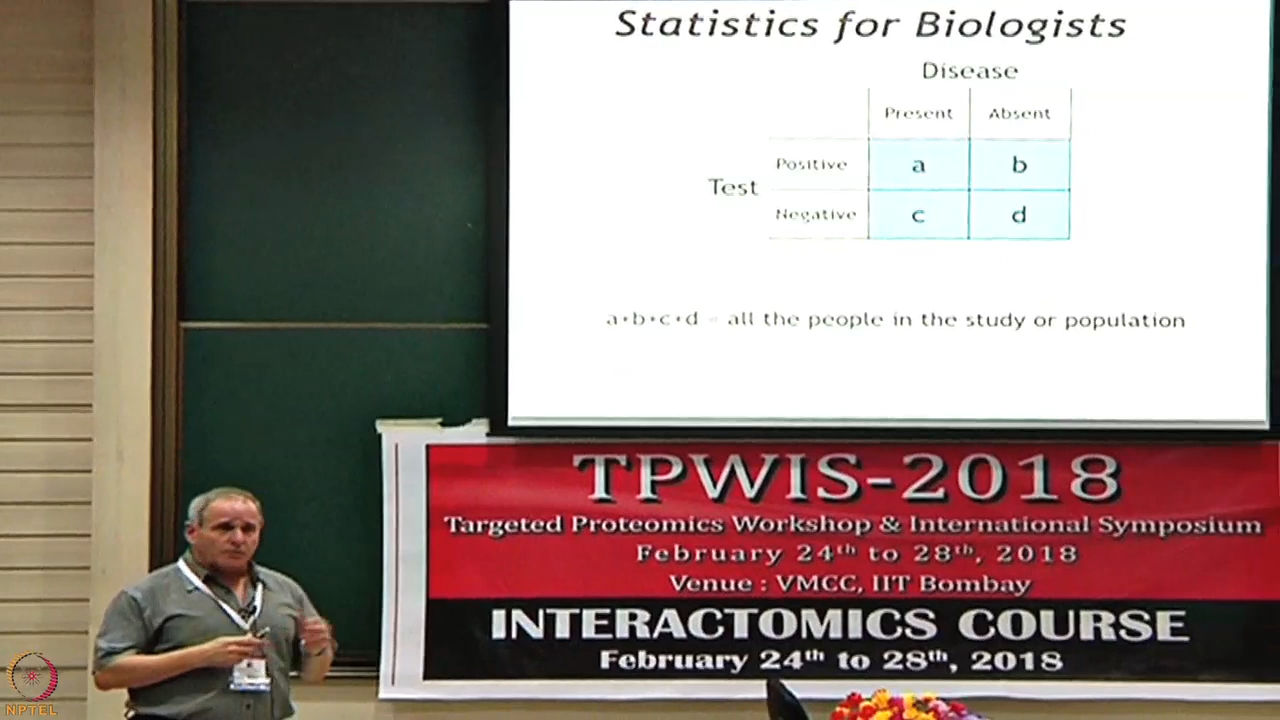 Statistics for Biologists
Disease
Present Absent
Positive a b
Test
Negative c d
a+b+c+d = all the people in the study or population
TPWIS-2018
Targeted Proteomics Workshop & International Symposium
February 24th to 28th, 2018
Venue : VMCC, IIT Bombay
INTERACTOMICS COURSE
February 24th to 28th, 2018
NPTEL